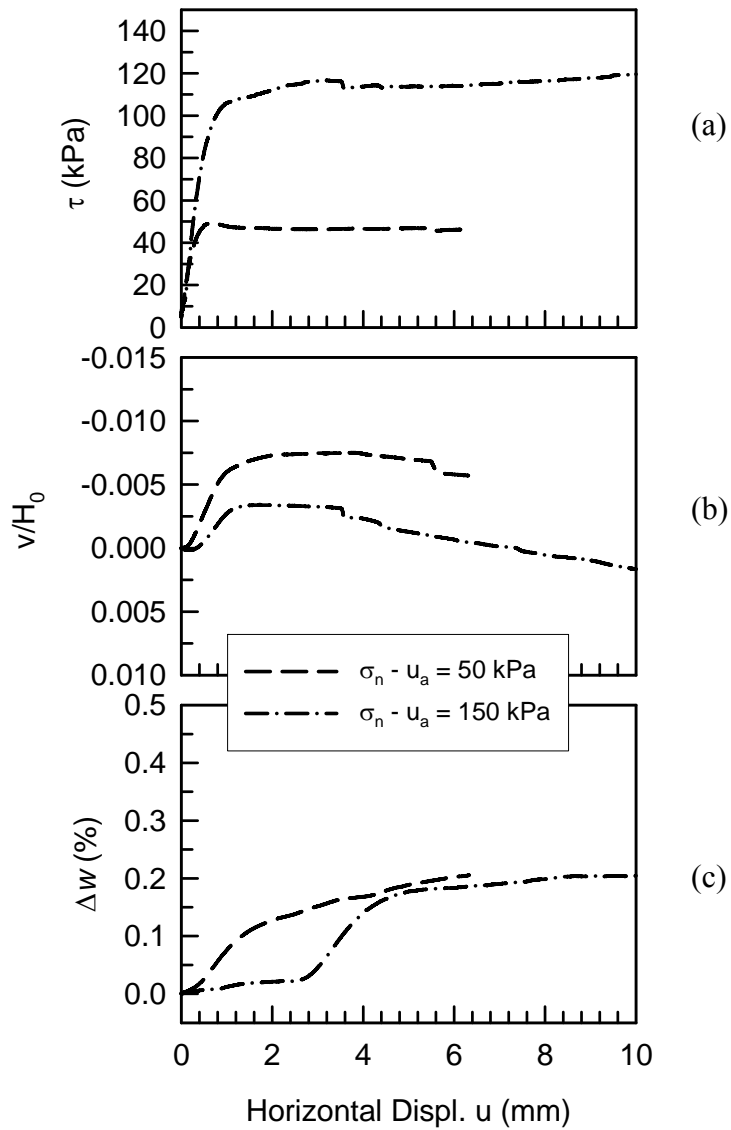 140
120
100
80
60
40
20
0
τ (kPa)
(a)
-0.015
-0.010
-0.005
0.000
0.005
0.010
v/H0
(b)
σn - ua = 50 kPa
σn - ua = 150 kPa
0.5
0.4
0.3
0.2
0.1
0.0
Δw (%)
(c)
0 2 4 6 8 10
Horizontal Displ. u (mm)